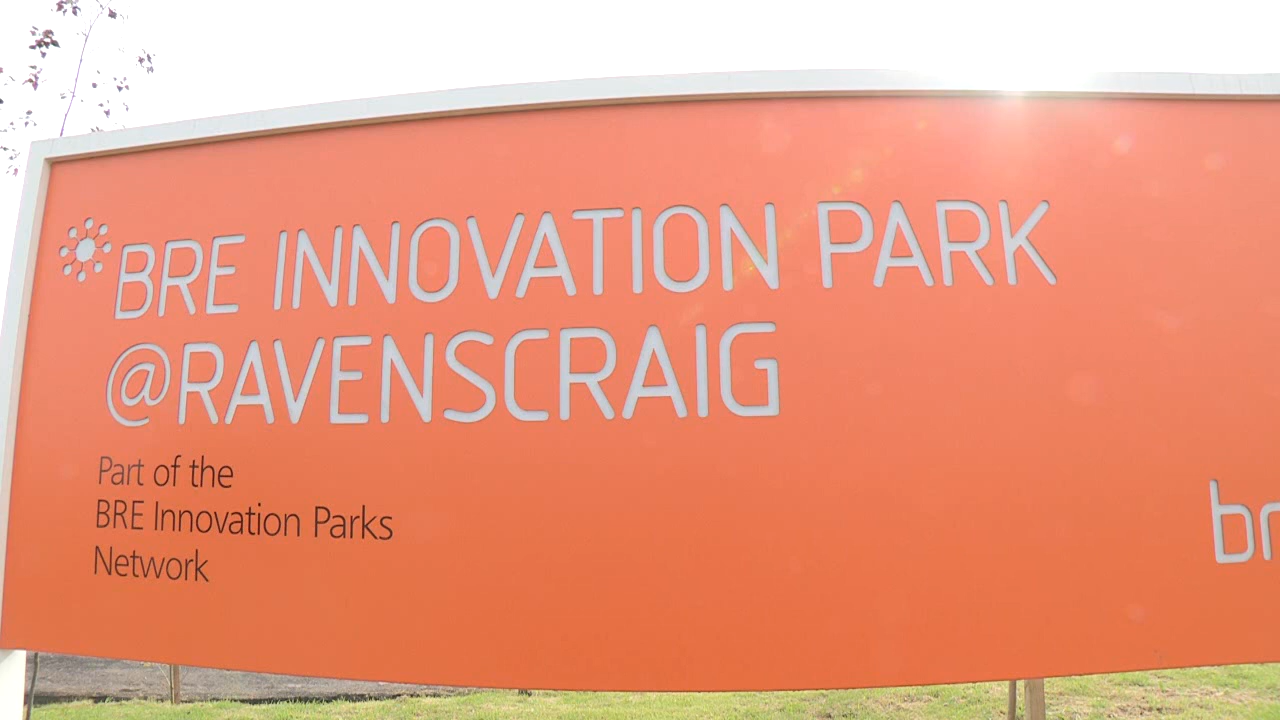 BRE INNOVATION PARK
@RAVENSCRAIG
Part of the
BRE Innovation Parks
Network